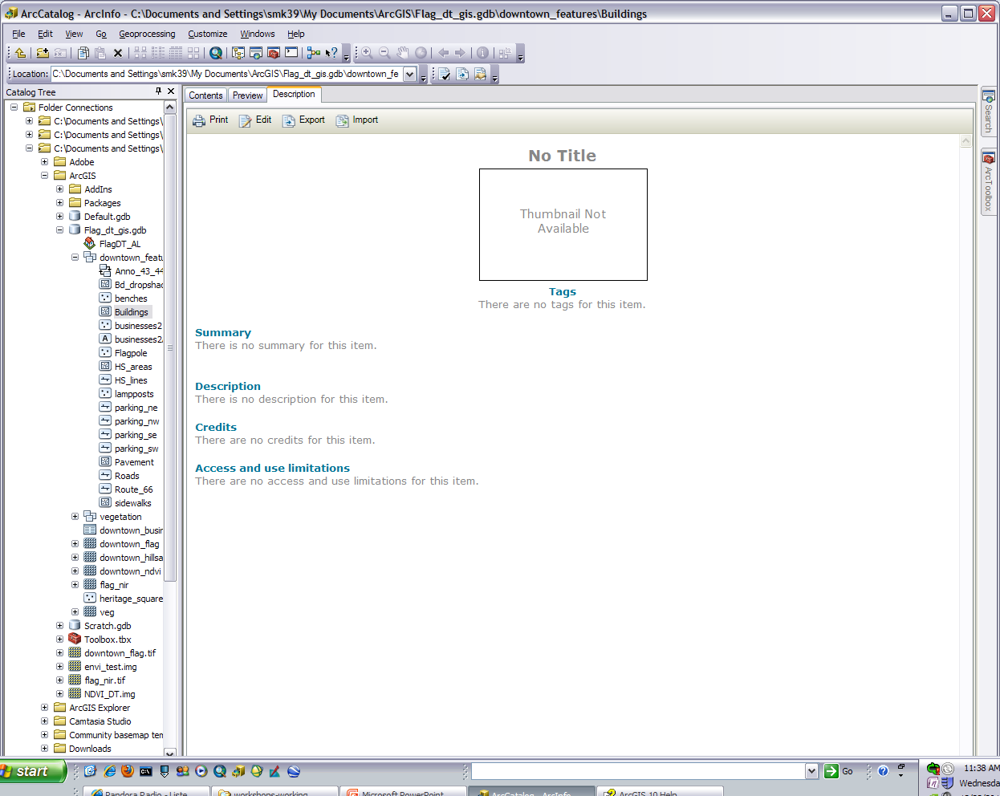 ArcCatalog - ArcInfo - C:\Documents and Settings\smk39\My Documents\ArcGIS\Flag_dt_gis.gdb\downtown_features\Buildings
File Edit View Go Geoprocessing Customize Windows Help
Location: C:\Documents and Settings\smk39\My Documents\ArcGIS\Flag_dt_gis.gdb\downtown_fe
Catalog Tree
Folder Connections
C:\Documents and Settings\
C:\Documents and Settings\
C:\Documents and Settings\
Adobe
ArcGIS
AddIns
Packages
Default.gdb
Flag_dt_gis.gdb
FlagDT_AL
downtown_featu
Anno_43_44
Bd_dropshad
benches
Buildings
businesses2
businesses2A
Flagpole
HS_areas
HS_lines
lampposts
parking_ne
parking_nw
parking_se
parking_sw
Pavement
Roads
Route_66
sidewalks
vegetation
downtown_busin
downtown_flag
downtown_hillsa
downtown_ndvi
flag_nir
heritage_square
veg
Scratch.gdb
Toolbox.tbx
downtown_flag.tif
envi_test.img
flag_nir.tif
NDVI_DT.img
ArcGIS Explorer
Camtasia Studio
Community basemap tem
Downloads
Contents Preview Description
Print Edit Export Import
No Title
Thumbnail Not
Available
Tags
There are no tags for this item.
Summary
There is no summary for this item.
Description
There is no description for this item.
Credits
There are no credits for this item.
Access and use limitations
There are no access and use limitations for this item.
Search
ArcToolbox
start
Go
11:38 AM
Wednesda
Pandora Radio - Liste
workshops-working
Microsoft PowerPoint
ArcCatalog - ArcInfo
ArcGIS 10 Help